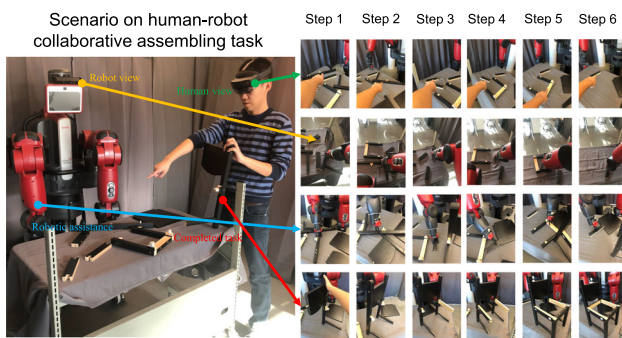 Scenario on human-robot
collaborative assembling task
Step 1 Step 2 Step 3 Step 4 Step 5 Step 6
Robot view
Human view
Robotic assistance
Completed task